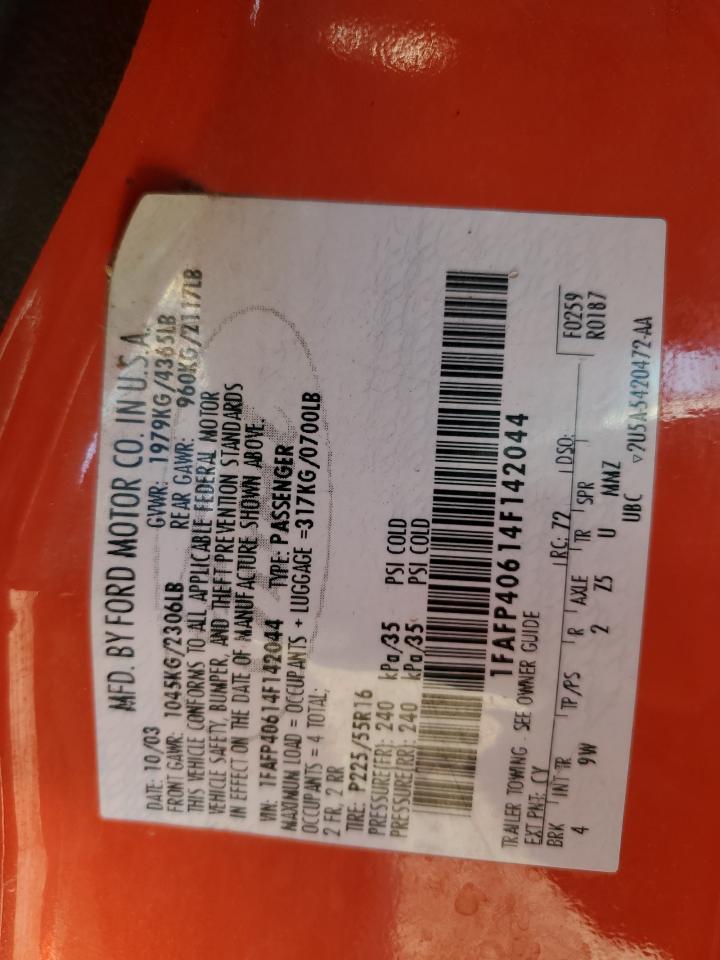 MFD. BY FORD MOTOR CO. IN U.S.A.
DATE: 10/03 GVWR: 1979KG/4365LB
FRONT GAWR: 1045KG/2306LB REAR GAWR: 960KG/2117LB
THIS VEHICLE CONFORMS TO ALL APPLICABLE FEDERAL MOTOR
VEHICLE SAFETY, BUMPER, AND THEFT PREVENTION STANDARDS
IN EFFECT ON THE DATE OF MANUFACTURE SHOWN ABOVE.
VIN: 1FAFP40614F142044 TYPE: PASSENGER
MAXIMUM LOAD = OCCUPANTS + LUGGAGE =317KG/0700LB
OCCUPANTS = 4 TOTAL;
2 FR, 2 RR
TIRE: P225/55R16
PRESSURE(FR): 240 kPa/35 PSI COLD
PRESSURE(RR): 240 kPa/35 PSI COLD
1FAFP40614F142044
TRAILER TOWING - SEE OWNER GUIDE
EXT PNT: CY RC: 72 DSO: F0259
BRK INT TR TP/PS R AXLE TR SPR R0187
4 9W 2 Z5 U MMZ
UBC ▽2U5A-5420472-AA